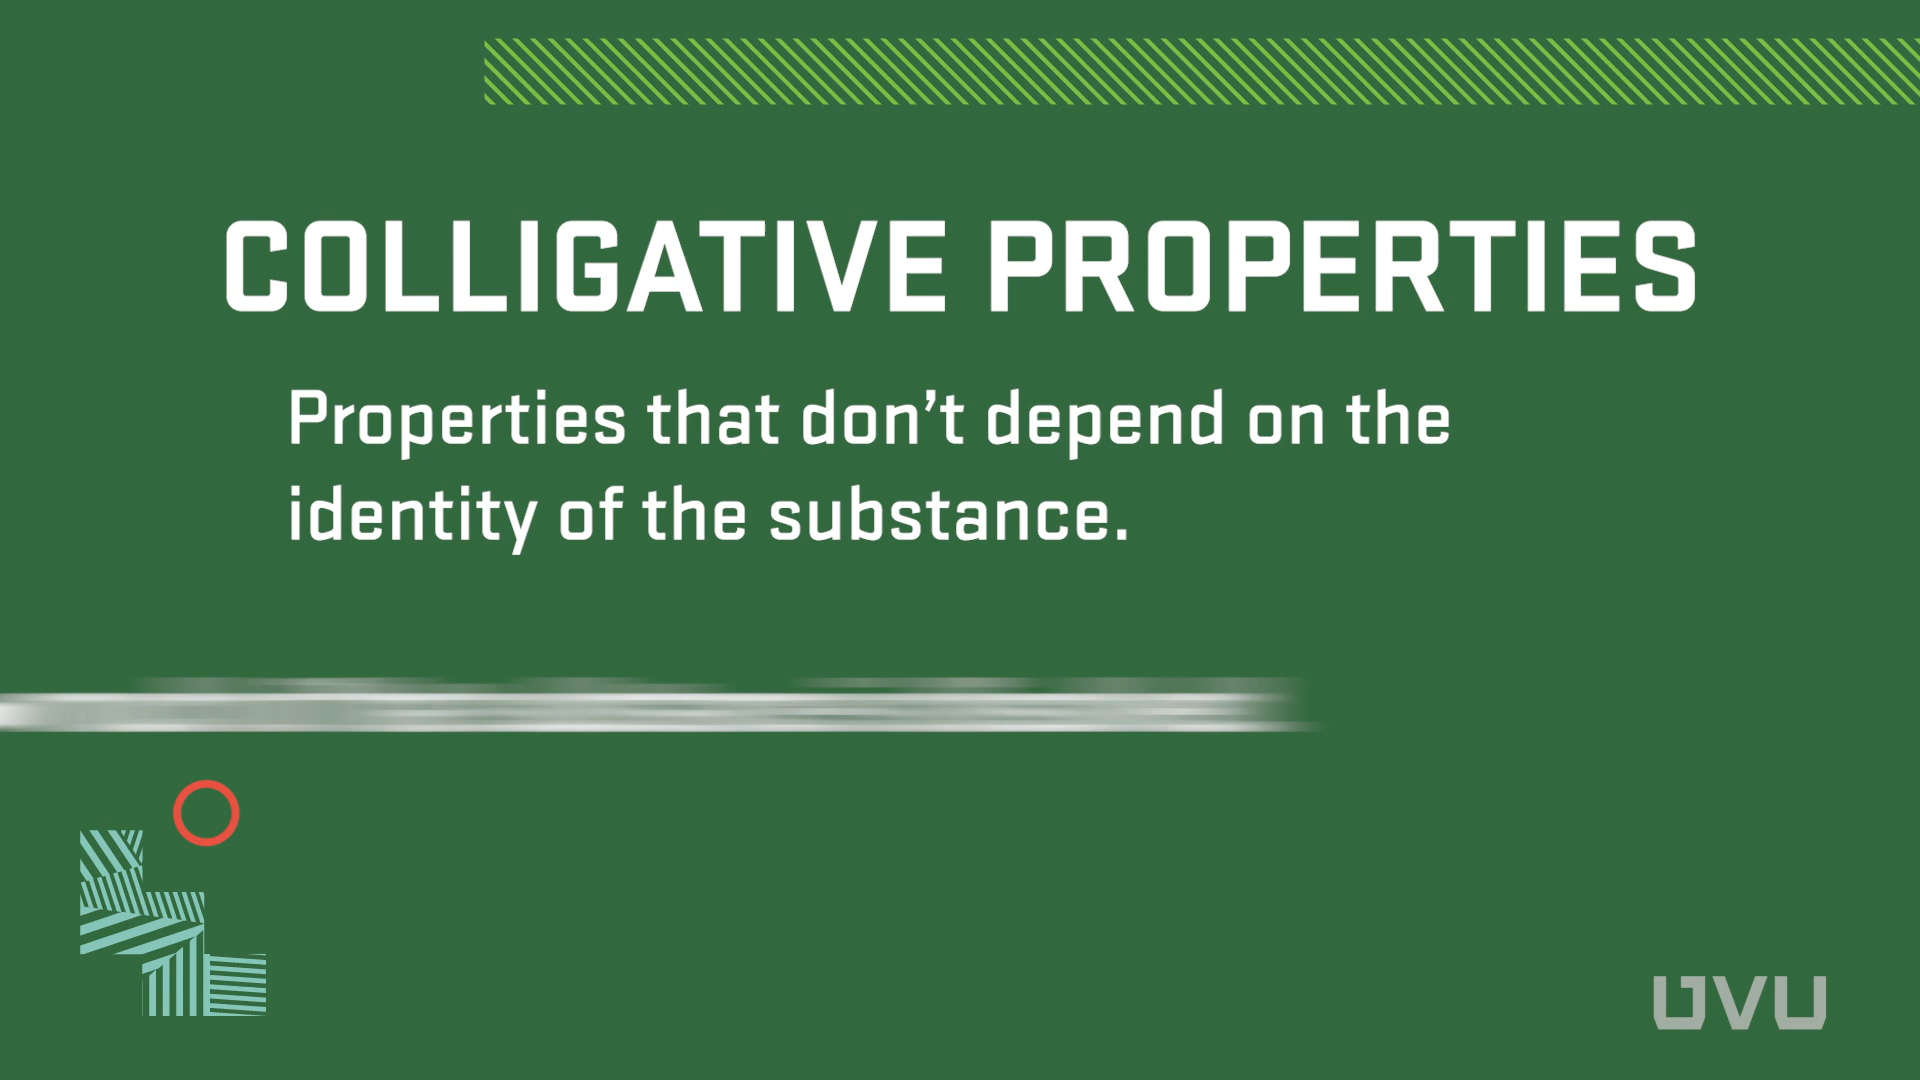 COLLIGATIVE PROPERTIES
Properties that don’t depend on the
identity of the substance.
UVU